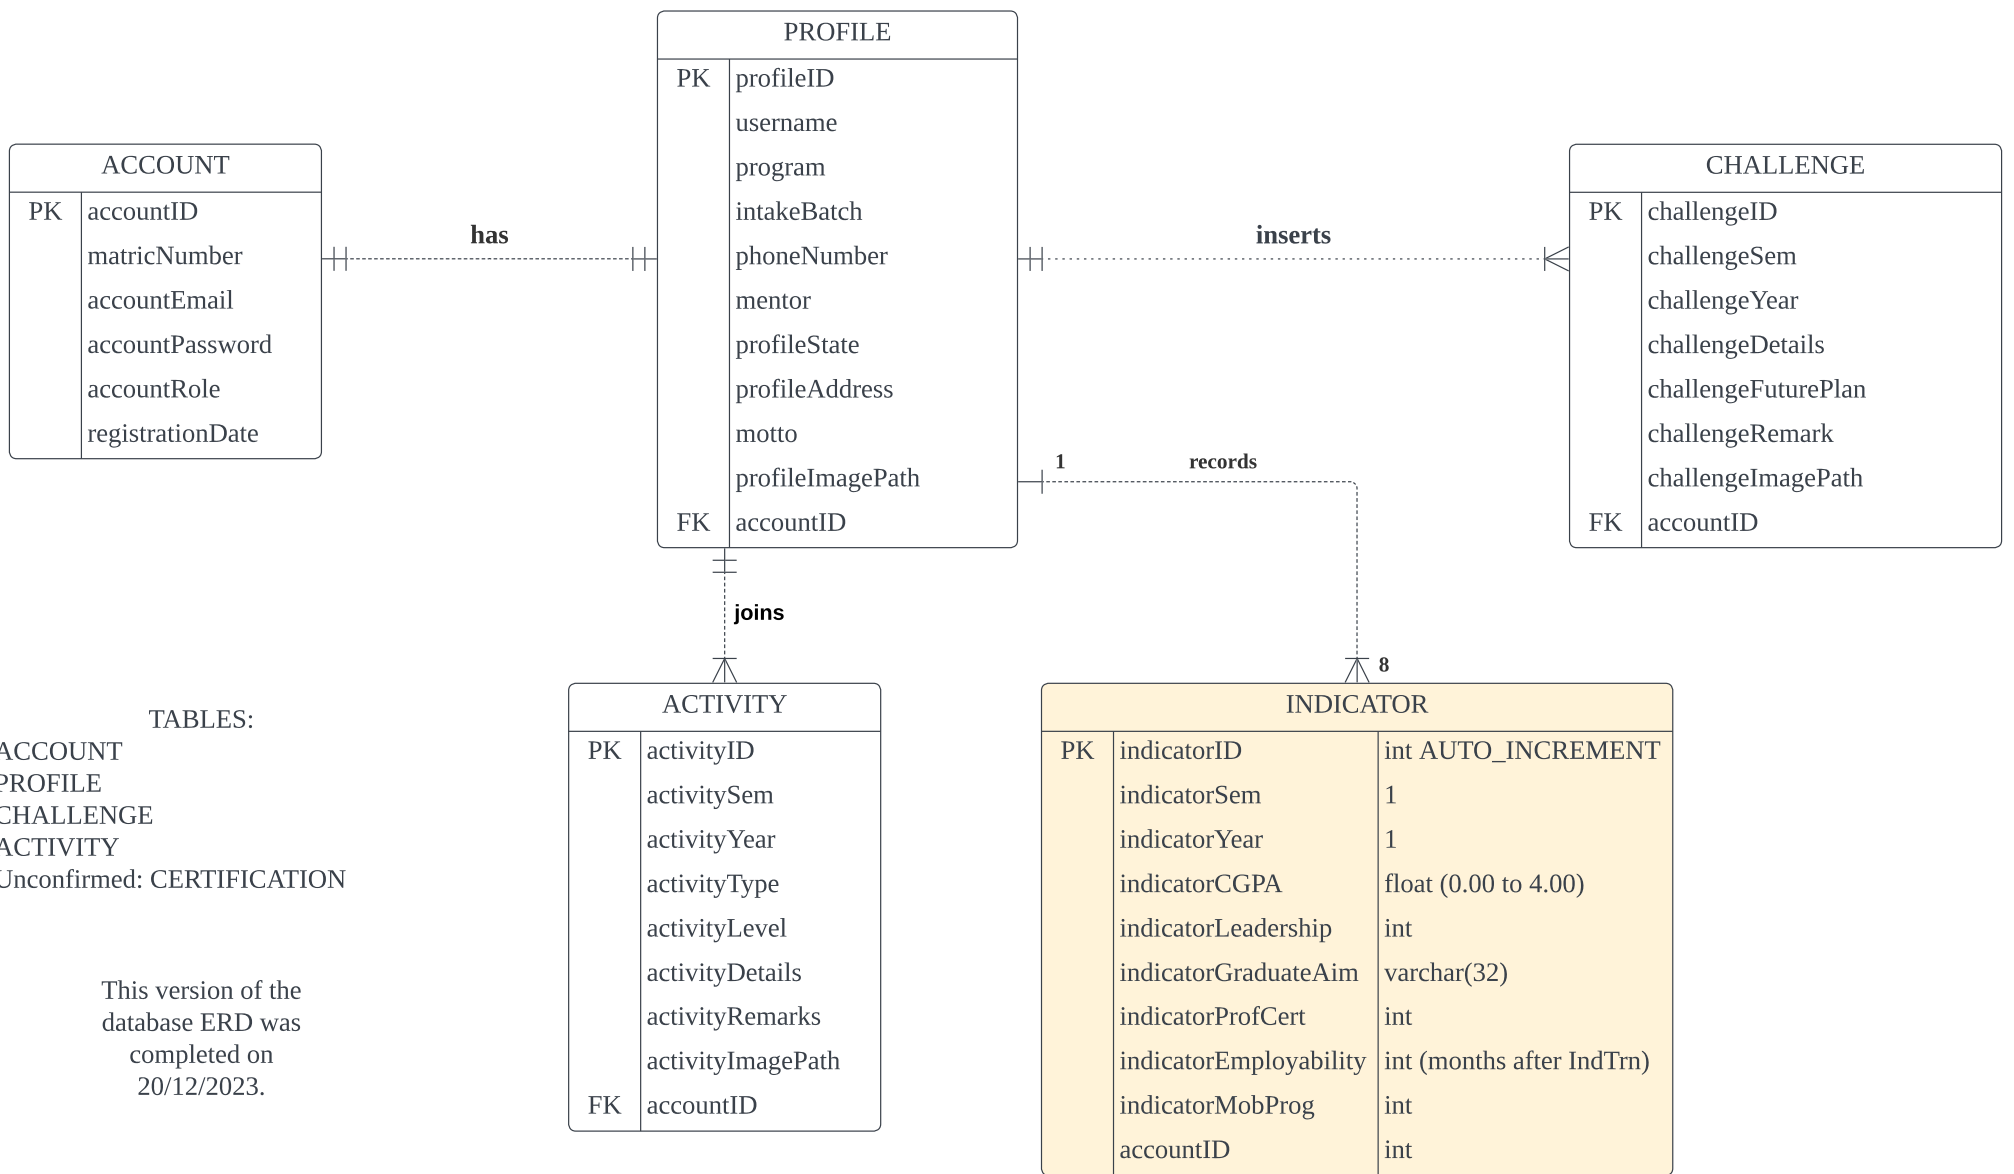 PROFILE
PK profileID
username
program
intakeBatch
phoneNumber
mentor
profileState
profileAddress
motto
profileImagePath
FK accountID
ACCOUNT
PK accountID
matricNumber
accountEmail
accountPassword
accountRole
registrationDate
has
inserts
CHALLENGE
PK challengeID
challengeSem
challengeYear
challengeDetails
challengeFuturePlan
challengeRemark
challengeImagePath
FK accountID
1 records
8
joins
ACTIVITY
PK activityID
activitySem
activityYear
activityType
activityLevel
activityDetails
activityRemarks
activityImagePath
FK accountID
INDICATOR
PK indicatorID int AUTO_INCREMENT
indicatorSem 1
indicatorYear 1
indicatorCGPA float (0.00 to 4.00)
indicatorLeadership int
indicatorGraduateAim varchar(32)
indicatorProfCert int
indicatorEmployability int (months after IndTrn)
indicatorMobProg int
accountID int
TABLES:
ACCOUNT
PROFILE
CHALLENGE
ACTIVITY
Unconfirmed: CERTIFICATION
This version of the
database ERD was
completed on
20/12/2023.